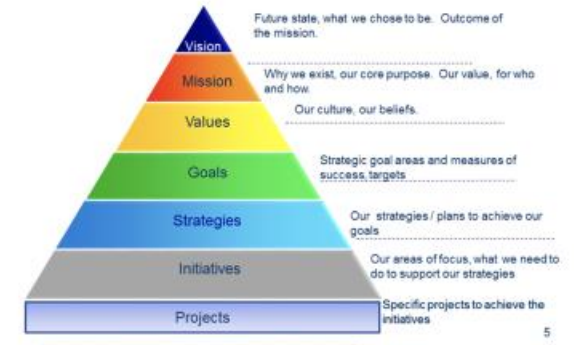 Future state, what we chose to be. Outcome of
the mission.
Vision
Why we exist, our core purpose. Our value, for who
and how.
Mission
Our culture, our beliefs.
Values
Strategic goal areas and measures of
success, targets
Goals
Our strategies / plans to achieve our
goals
Strategies
Our areas of focus, what we need to
do to support our strategies
Initiatives
Specific projects to achieve the
initiatives
Projects
5